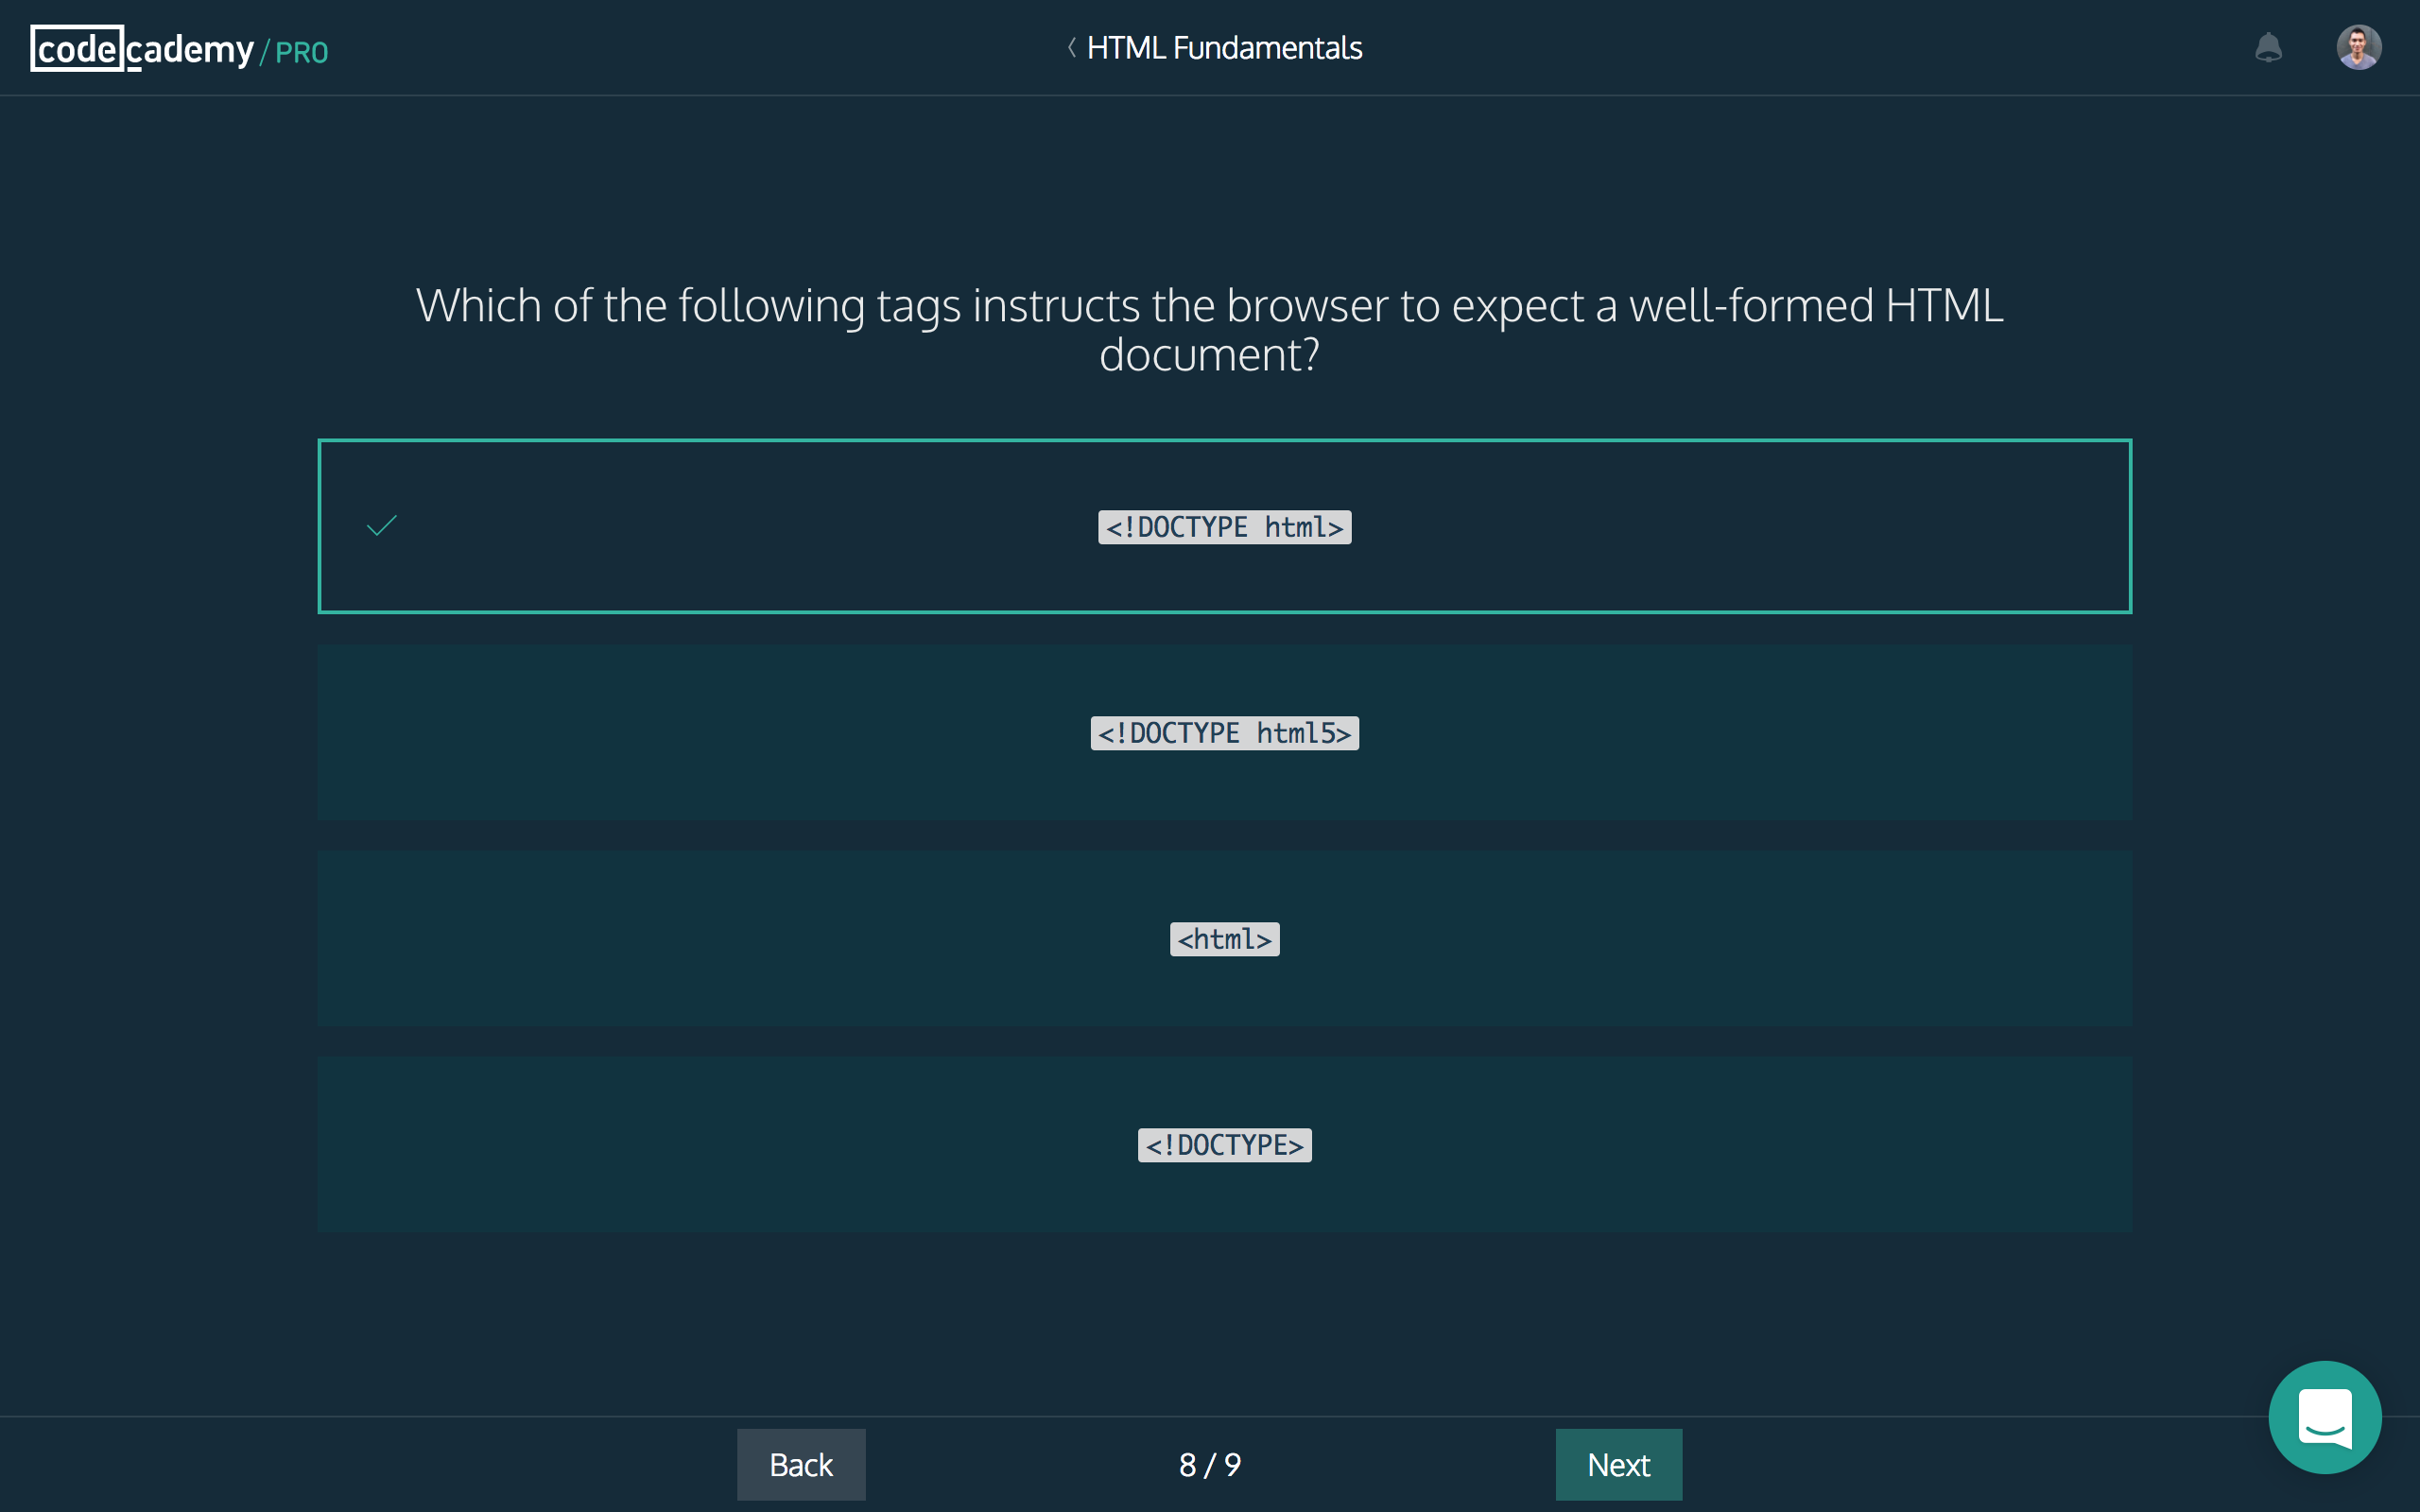 codecademy/PRO
HTML Fundamentals
Which of the following tags instructs the browser to expect a well-formed HTML
document?
<!DOCTYPE html>
<!DOCTYPE html5>
<html>
<!DOCTYPE>
Back
8 / 9
Next